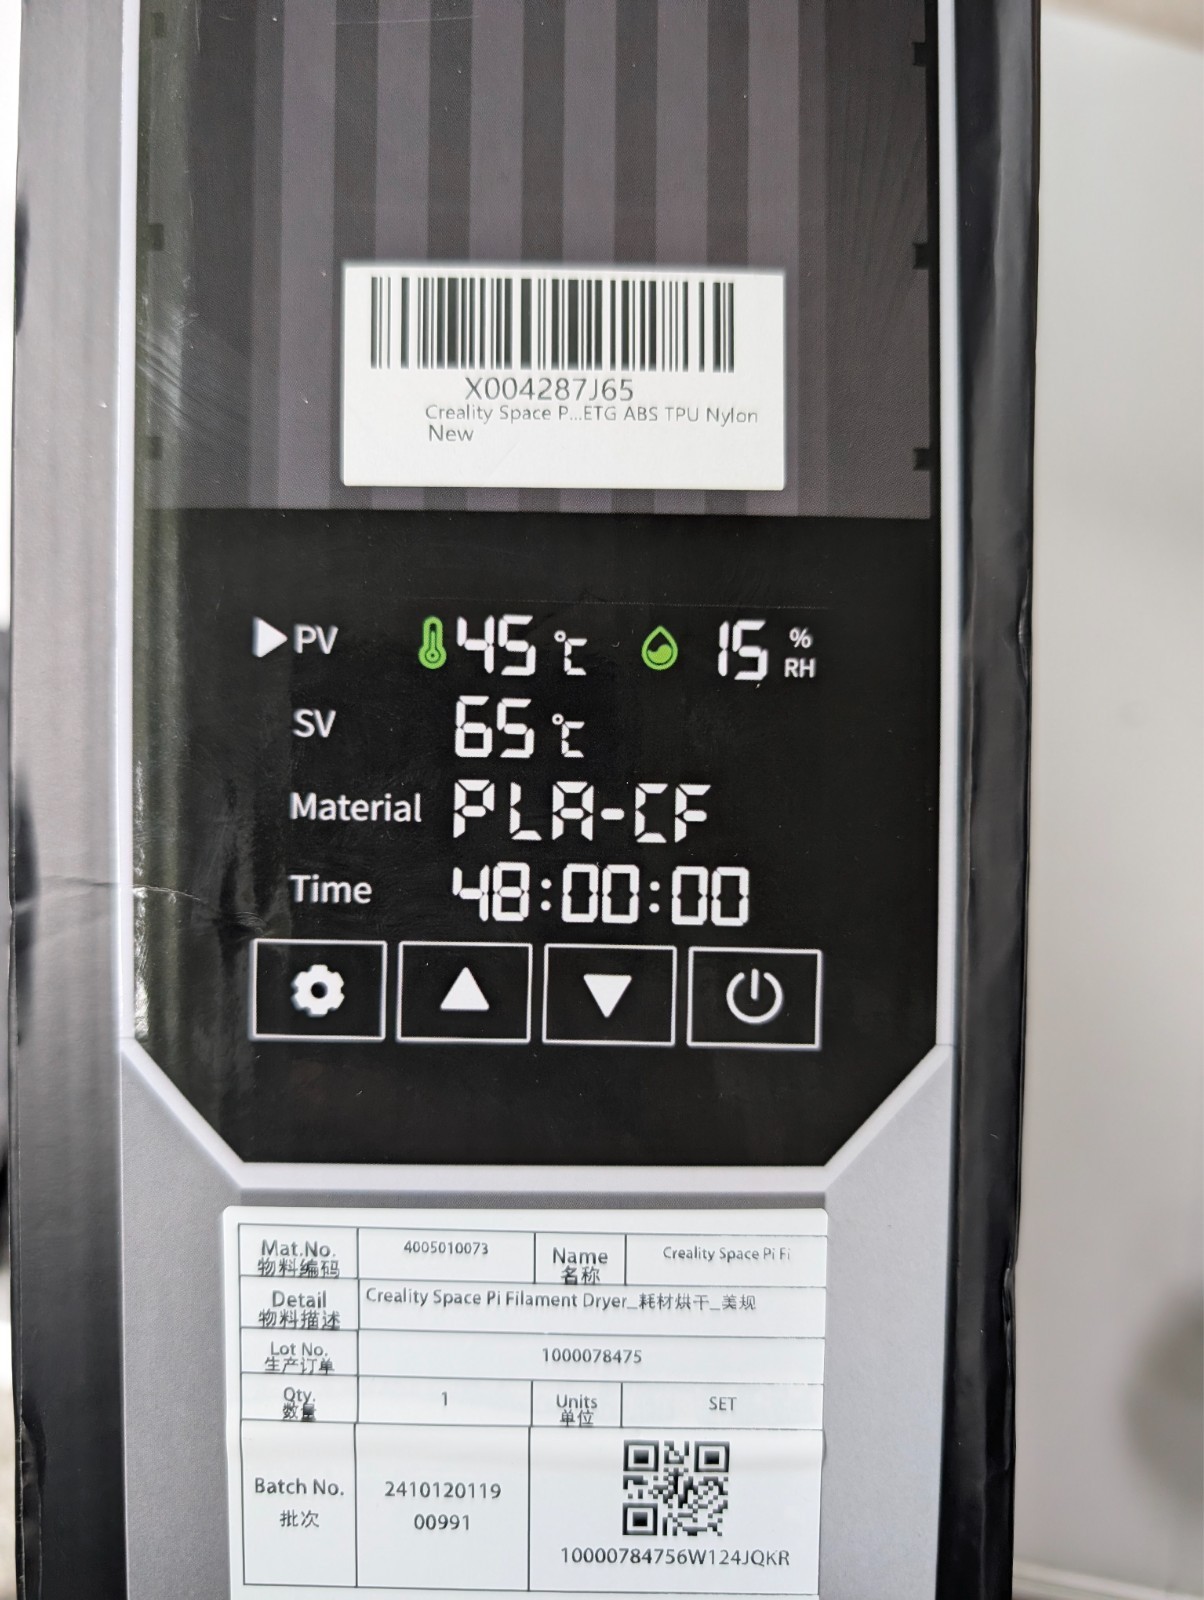 X004287J65
Creality Space P...ETG ABS TPU Nylon
New
PV 45 ℃ 15 % RH
SV 65 ℃
Material PLA-CF
Time 48:00:00
Mat.No. 4005010073 Name Creality Space Pi Fi
物料编码 名称
Detail Creality Space Pi Filament Dryer_耗材烘干_美规
物料描述
Lot No. 1000078475
生产订单
Qty. 1 Units SET
数量 单位
Batch No. 2410120119
批次 00991
10000784756W124JQKR